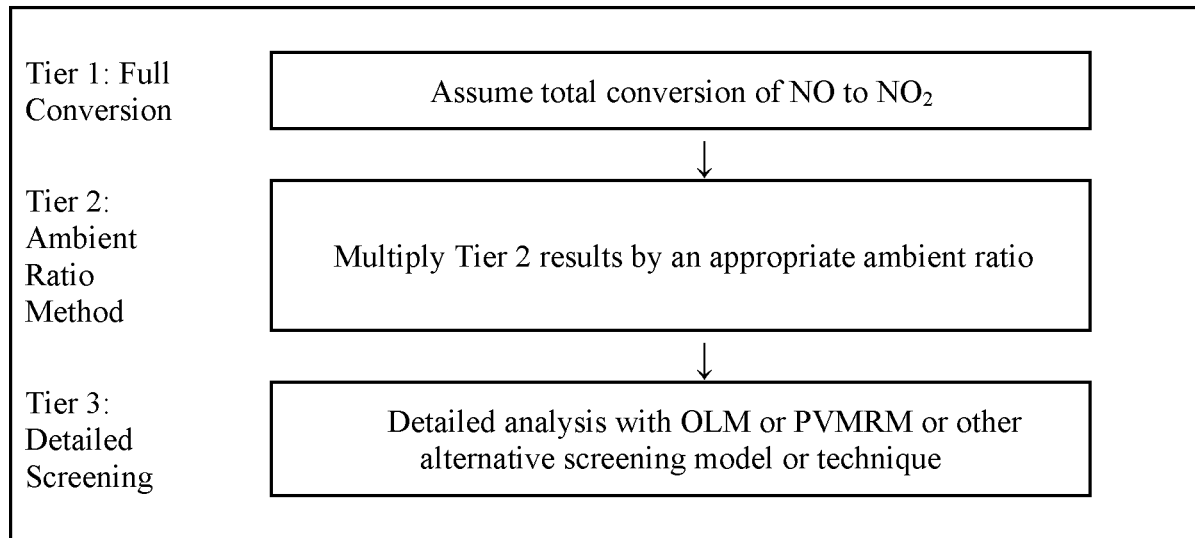 Tier 1: Full
Conversion
Assume total conversion of NO to NO₂
Tier 2:
Ambient
Ratio
Method
Multiply Tier 2 results by an appropriate ambient ratio
Tier 3:
Detailed
Screening
Detailed analysis with OLM or PVMRM or other
alternative screening model or technique